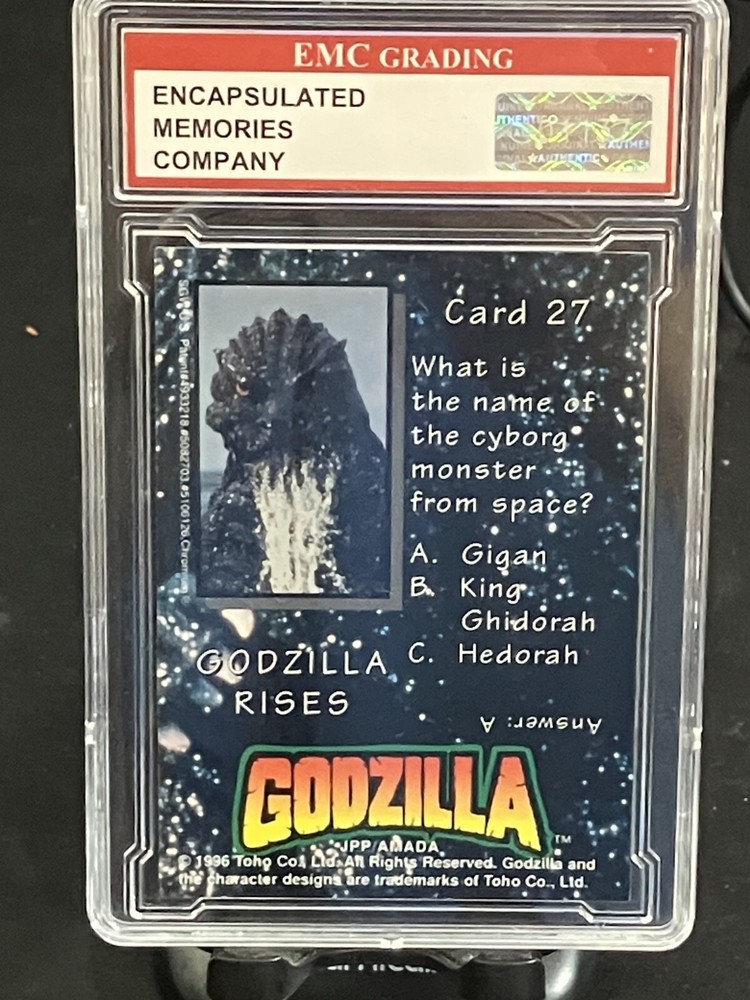 EMC GRADING
ENCAPSULATED
MEMORIES
COMPANY
AUTHENTIC
Card 27
What is
the name of
the cyborg
monster
from space?
A. Gigan
B. King
Ghidorah
C. Hedorah
Answer: A
GODZILLA
RISES
GODZILLA™
JPP/AMADA
© 1996 Toho Co., Ltd. All Rights Reserved. Godzilla and
the character designs are trademarks of Toho Co., Ltd.